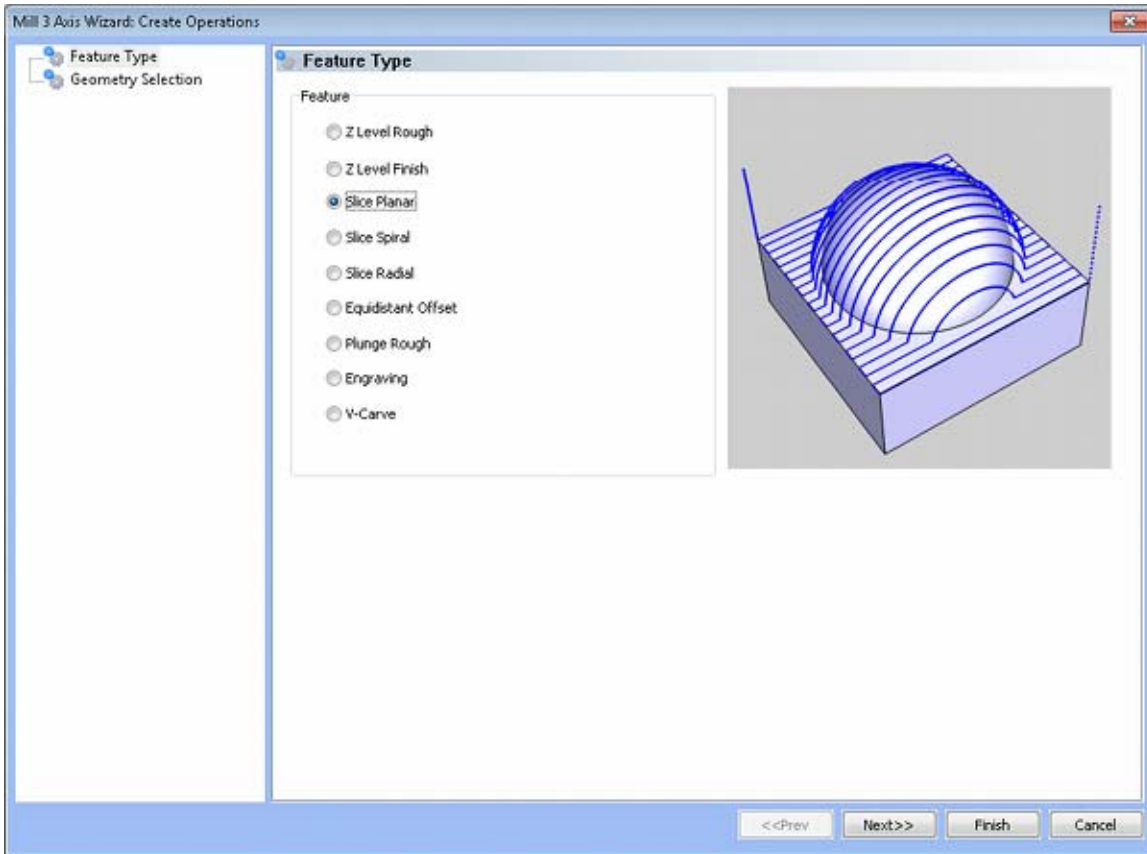 Mill 3 Axis Wizard: Create Operations
Feature Type
Geometry Selection
Feature Type
Feature
Z Level Rough
Z Level Finish
Slice Planar
Slice Spiral
Slice Radial
Equidistant Offset
Plunge Rough
Engraving
V-Carve
<<Prev
Next>>
Finish
Cancel